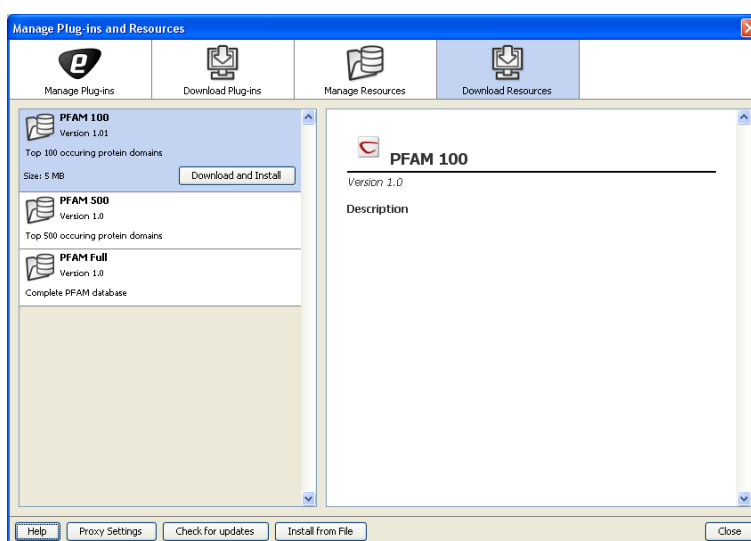 Manage Plug-ins and Resources
Manage Plug-ins
Download Plug-ins
Manage Resources
Download Resources
PFAM 100
Version 1.01
Top 100 occuring protein domains
Size: 5 MB
Download and Install
PFAM 500
Version 1.0
Top 500 occuring protein domains
PFAM Full
Version 1.0
Complete PFAM database
PFAM 100
Version 1.0
Description
Help
Proxy Settings
Check for updates
Install from File
Close